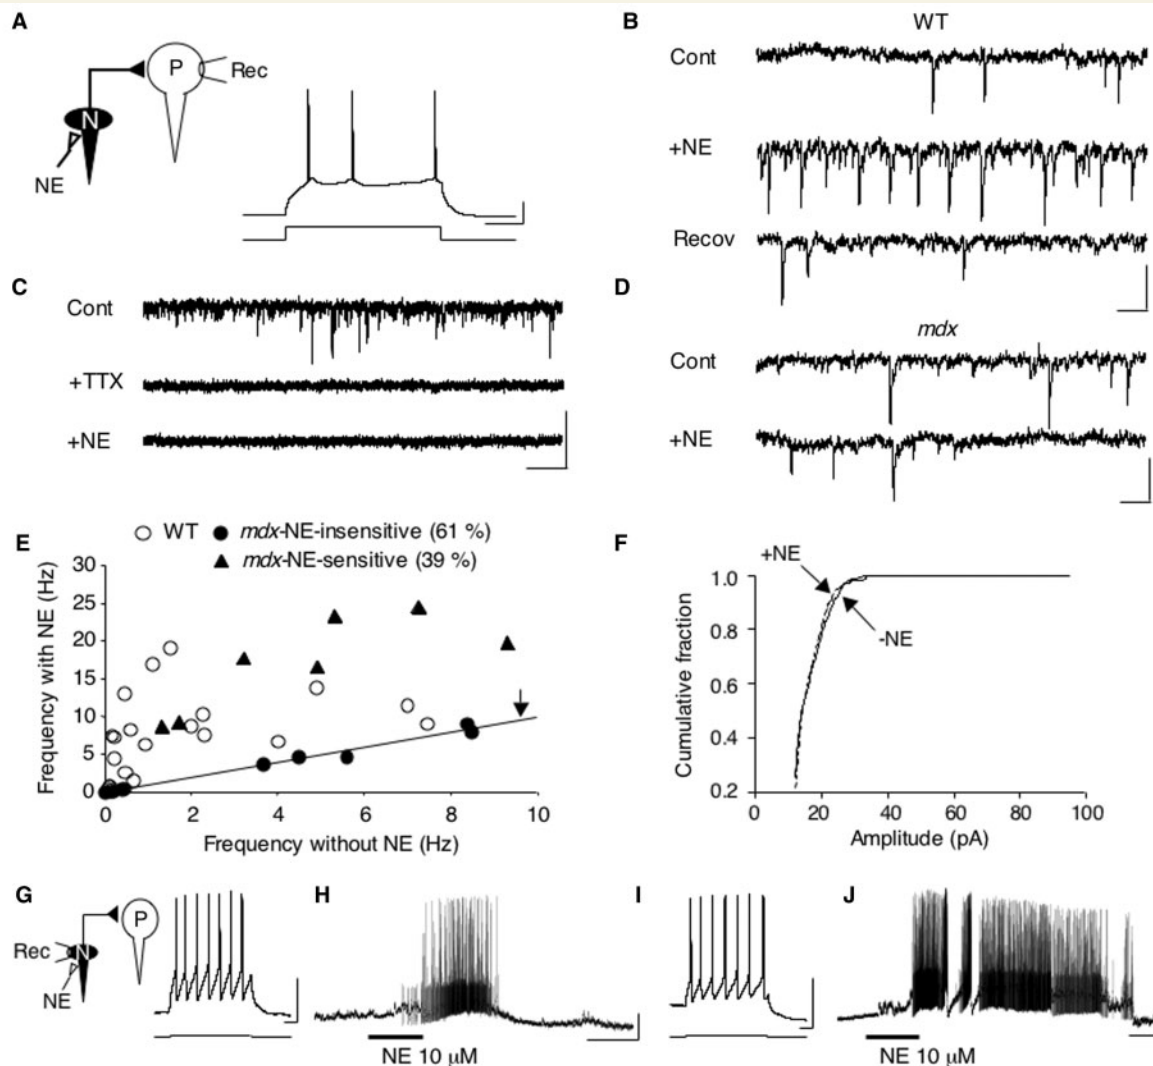 A
P
Rec
N
NE
B
WT
Cont
+NE
Recov
C
Cont
+TTX
+NE
D
mdx
Cont
+NE
E
WT
mdx-NE-insensitive (61 %)
mdx-NE-sensitive (39 %)
Frequency with NE (Hz)
30
25
20
15
10
5
0
0 2 4 6 8 10
Frequency without NE (Hz)
F
+NE
-NE
Cumulative fraction
1.0
0.8
0.6
0.4
0.2
0 20 40 60 80 100
Amplitude (pA)
G
P
Rec
N
NE
H
NE 10 μM
I
J
NE 10 μM